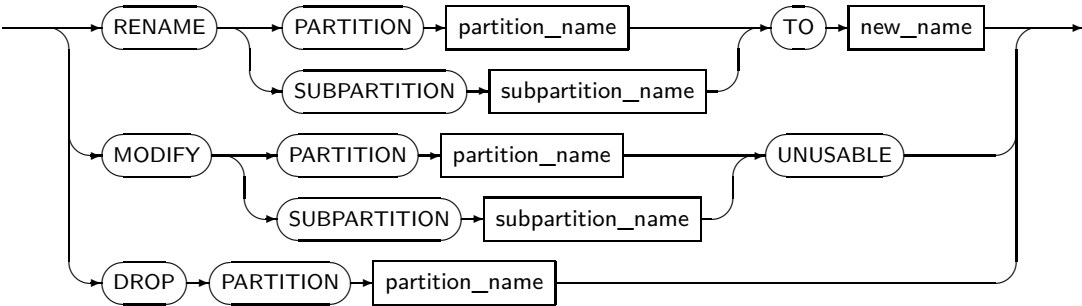 RENAME PARTITION partition_name TO new_name
SUBPARTITION subpartition_name
MODIFY PARTITION partition_name UNUSABLE
SUBPARTITION subpartition_name
DROP PARTITION partition_name